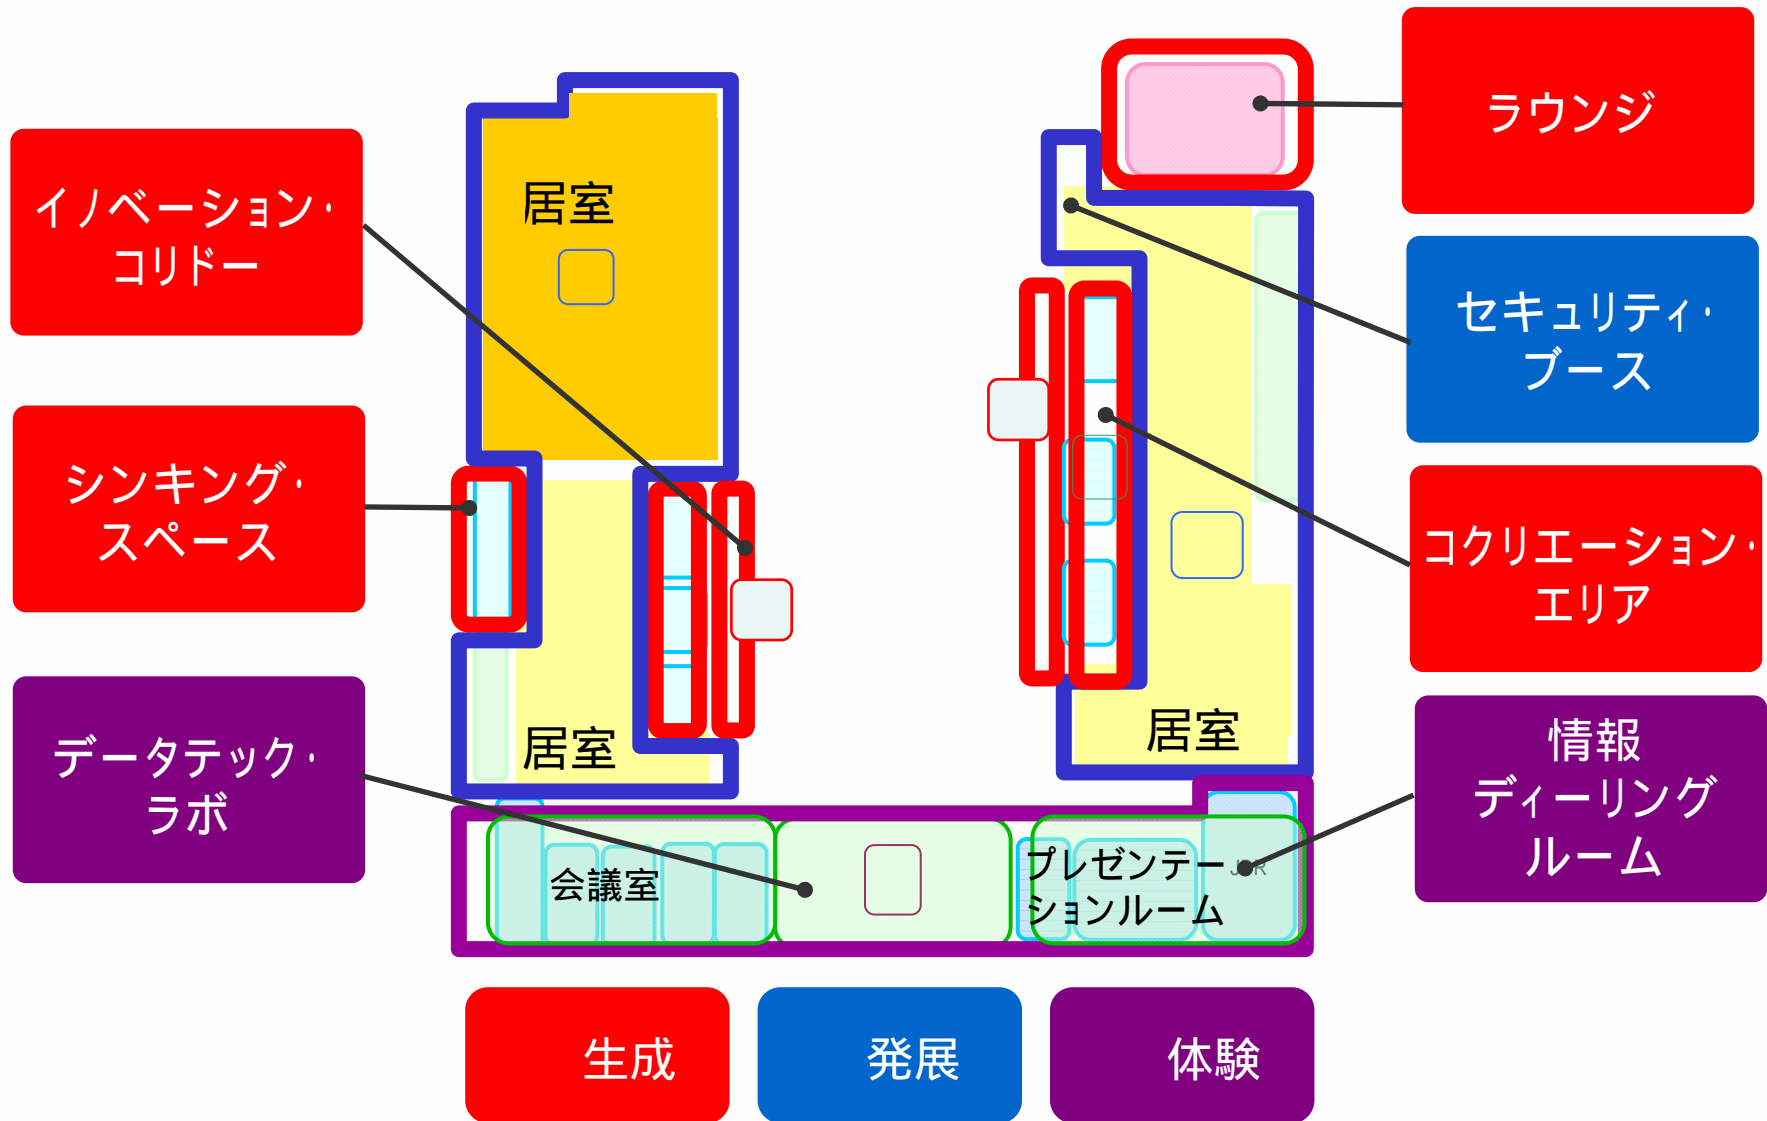 ラウンジ
イノベーション・
コリドー
居室
セキュリティ・
ブース
シンキング・
スペース
コクリエーション・
エリア
データテック・
ラボ
居室
居室
情報
ディーリング
ルーム
会議室
プレゼンテー
ションルーム
生成
発展
体験